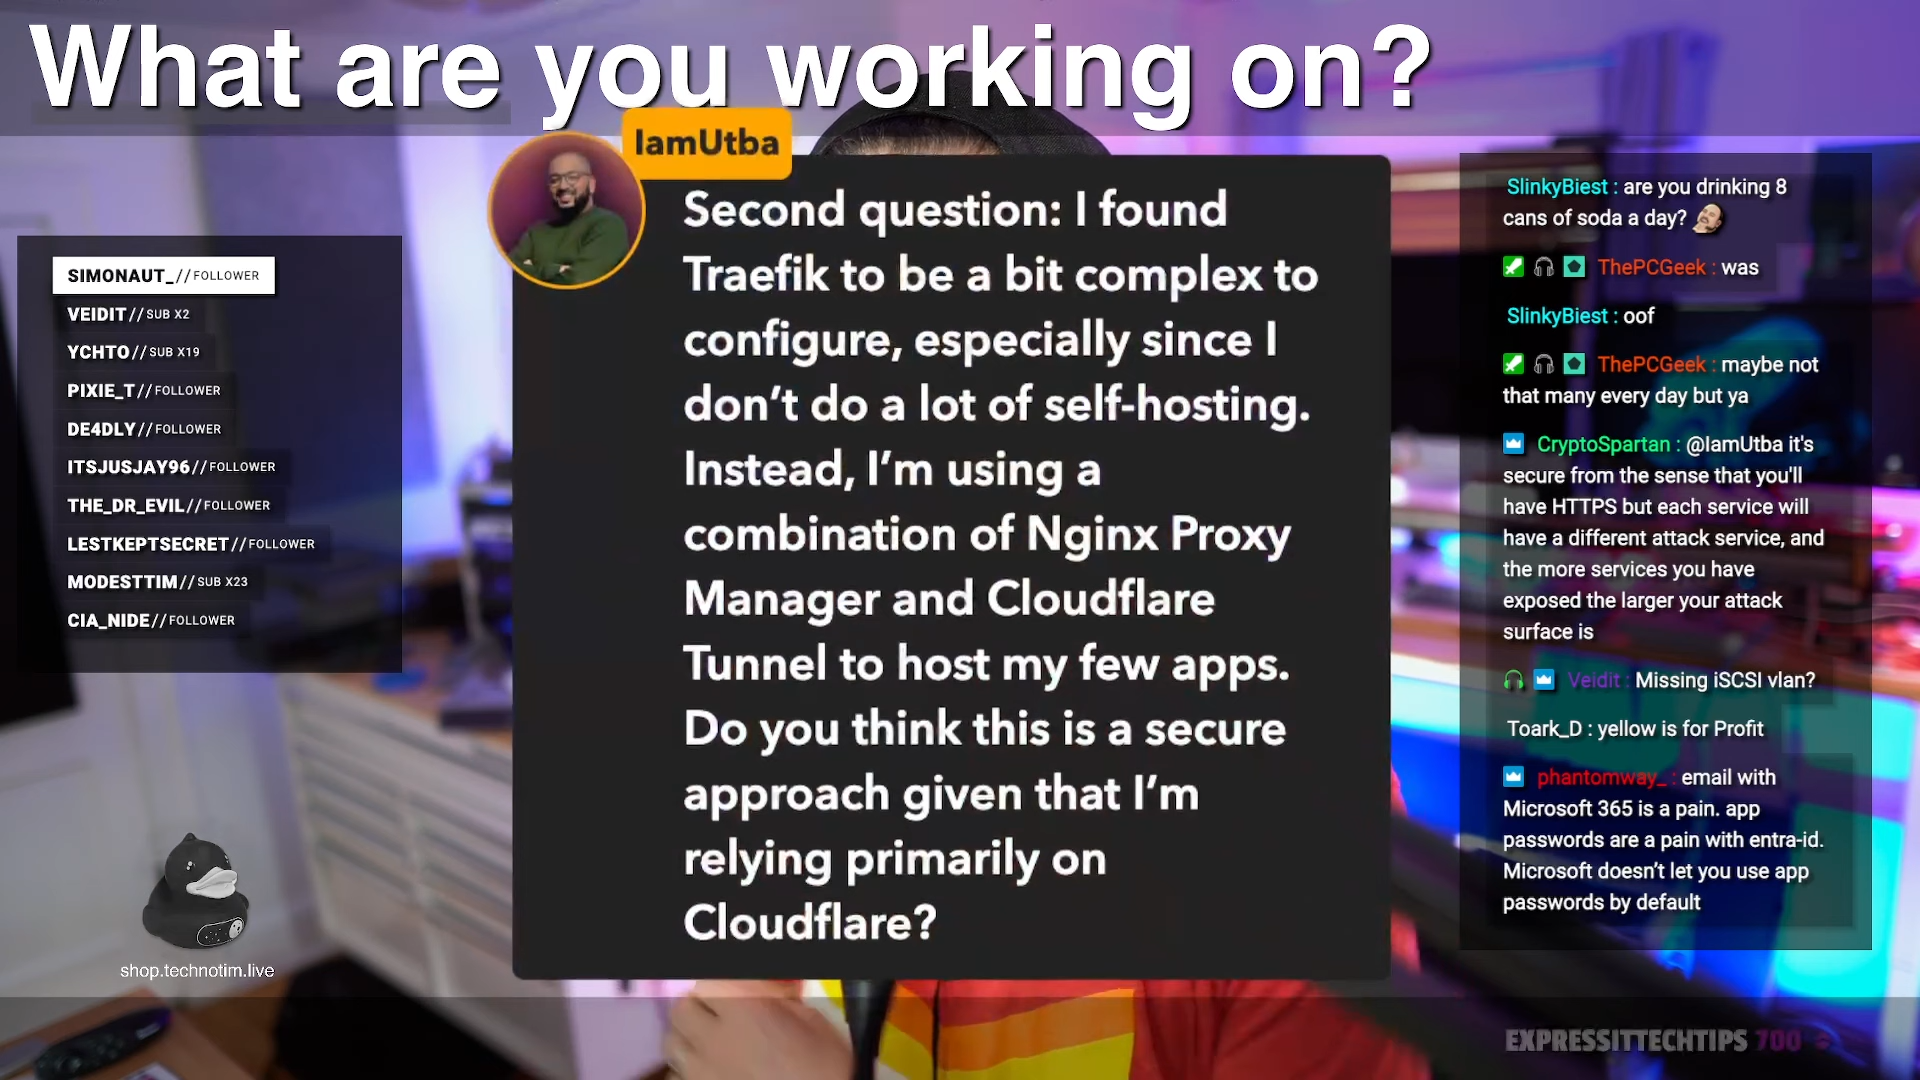 What are you working on?
IamUtba
Second question: I found
Traefik to be a bit complex to
configure, especially since I
don't do a lot of self-hosting.
Instead, I'm using a
combination of Nginx Proxy
Manager and Cloudflare
Tunnel to host my few apps.
Do you think this is a secure
approach given that I'm
relying primarily on
Cloudflare?
SIMONAUT_//FOLLOWER
VEIDIT//SUB X2
YCHTO//SUB X19
PIXIE_T//FOLLOWER
DE4DLY//FOLLOWER
ITSJUSJAY96//FOLLOWER
THE_DR_EVIL//FOLLOWER
LESTKEPTSECRET//FOLLOWER
MODESTTIM//SUB X23
CIA_NIDE//FOLLOWER
shop.technotim.live
SlinkyBiest : are you drinking 8
cans of soda a day?
ThePCGeek : was
SlinkyBiest : oof
ThePCGeek : maybe not
that many every day but ya
CryptoSpartan : @IamUtba it's
secure from the sense that you'll
have HTTPS but each service will
have a different attack service, and
the more services you have
exposed the larger your attack
surface is
Veidit : Missing iSCSI vlan?
Toark_D : yellow is for Profit
phantomway_ : email with
Microsoft 365 is a pain. app
passwords are a pain with entra-id.
Microsoft doesn't let you use app
passwords by default
EXPRESSITTECHTIPS 700